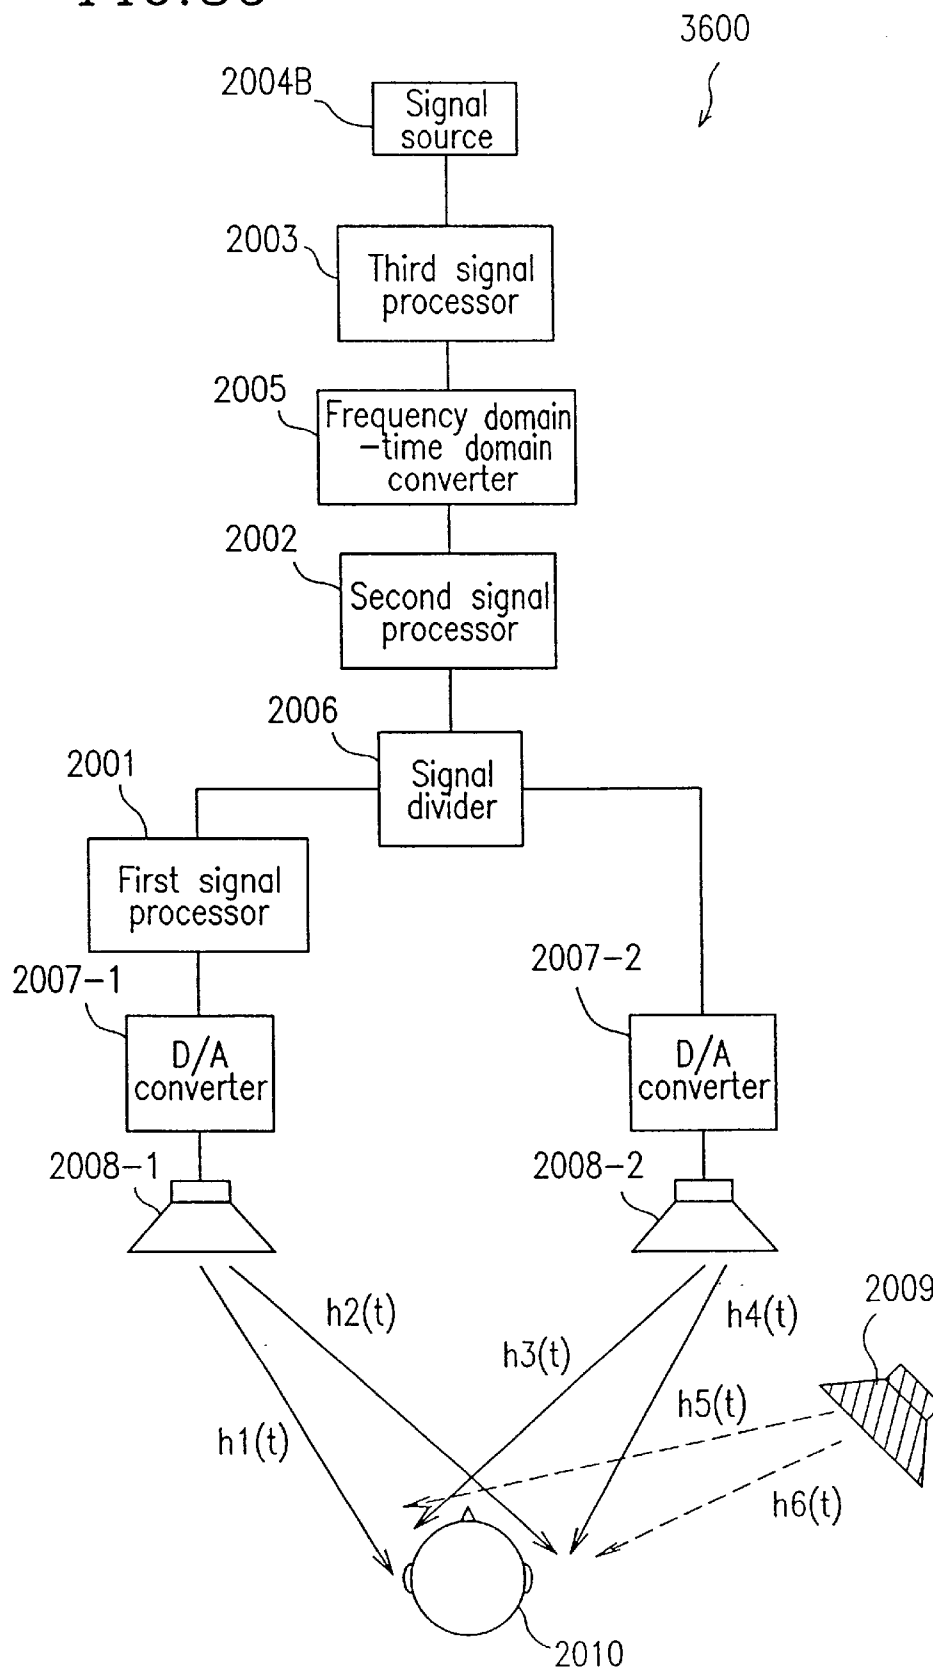 3600
2004B
Signal
source
2003
Third signal
processor
2005
Frequency domain
-time domain
converter
2002
Second signal
processor
2006
Signal
divider
2001
First signal
processor
2007-1
D/A
converter
2007-2
D/A
converter
2008-1
2008-2
h1(t)
h2(t)
h3(t)
h4(t)
2009
h5(t)
h6(t)
2010